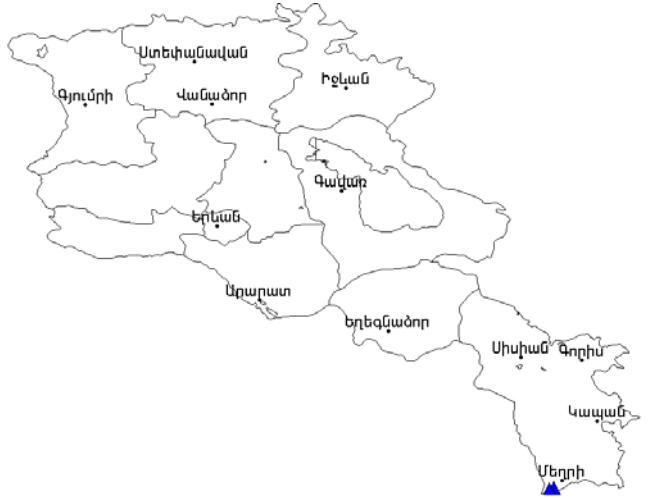 Ստեփանավան
Իջևան
Գյումրի
Վանաձոր
Գավառ
Երևան
Արարատ
Եղեգնաձոր
Սիսիան
Գորիս
Կապան
Մեղրի